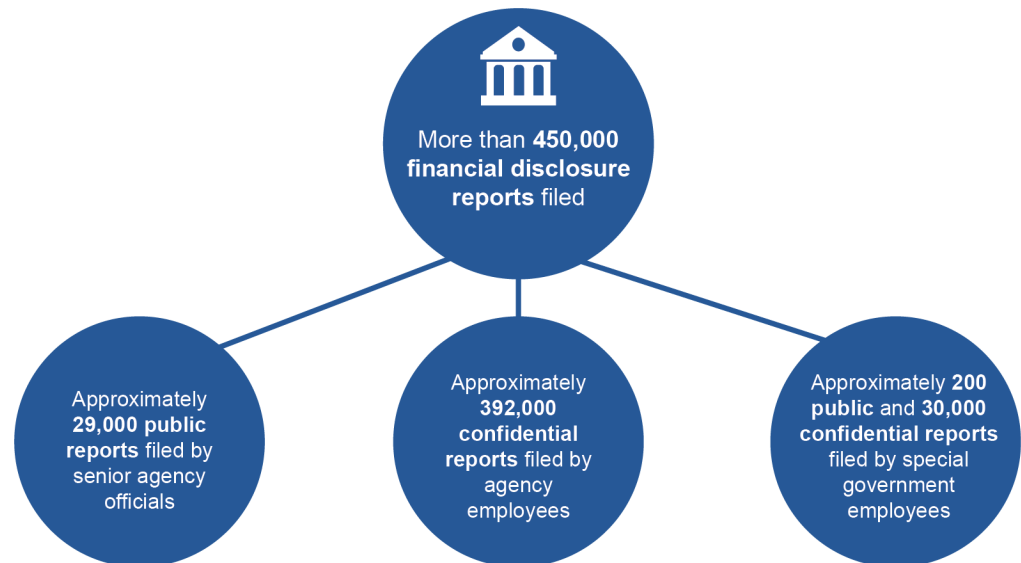 More than 450,000
financial disclosure
reports filed
Approximately
29,000 public
reports filed by
senior agency
officials
Approximately
392,000
confidential
reports filed by
agency
employees
Approximately 200
public and 30,000
confidential reports
filed by special
government
employees